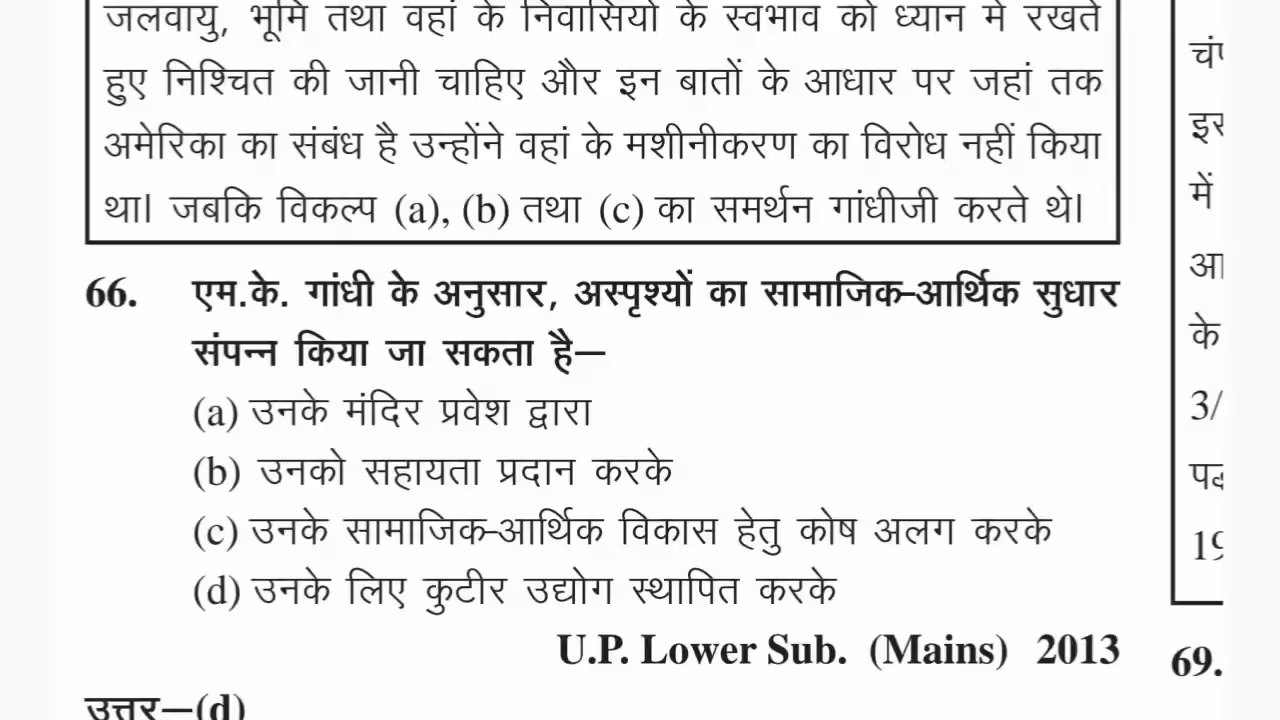 जलवायु, भूमि तथा वहां के निवासियों के स्वभाव को ध्यान में रखते
हुए निश्चित की जानी चाहिए और इन बातों के आधार पर जहां तक
अमेरिका का संबंध है उन्होंने वहां के मशीनीकरण का विरोध नहीं किया
था। जबकि विकल्प (a), (b) तथा (c) का समर्थन गांधीजी करते थे।
66. एम.के. गांधी के अनुसार, अस्पृश्यों का सामाजिक-आर्थिक सुधार
संपन्न किया जा सकता है—
(a) उनके मंदिर प्रवेश द्वारा
(b) उनको सहायता प्रदान करके
(c) उनके सामाजिक-आर्थिक विकास हेतु कोष अलग करके
(d) उनके लिए कुटीर उद्योग स्थापित करके
U.P. Lower Sub. (Mains) 2013
उत्तर—(d)
में
के
3/
19
69.